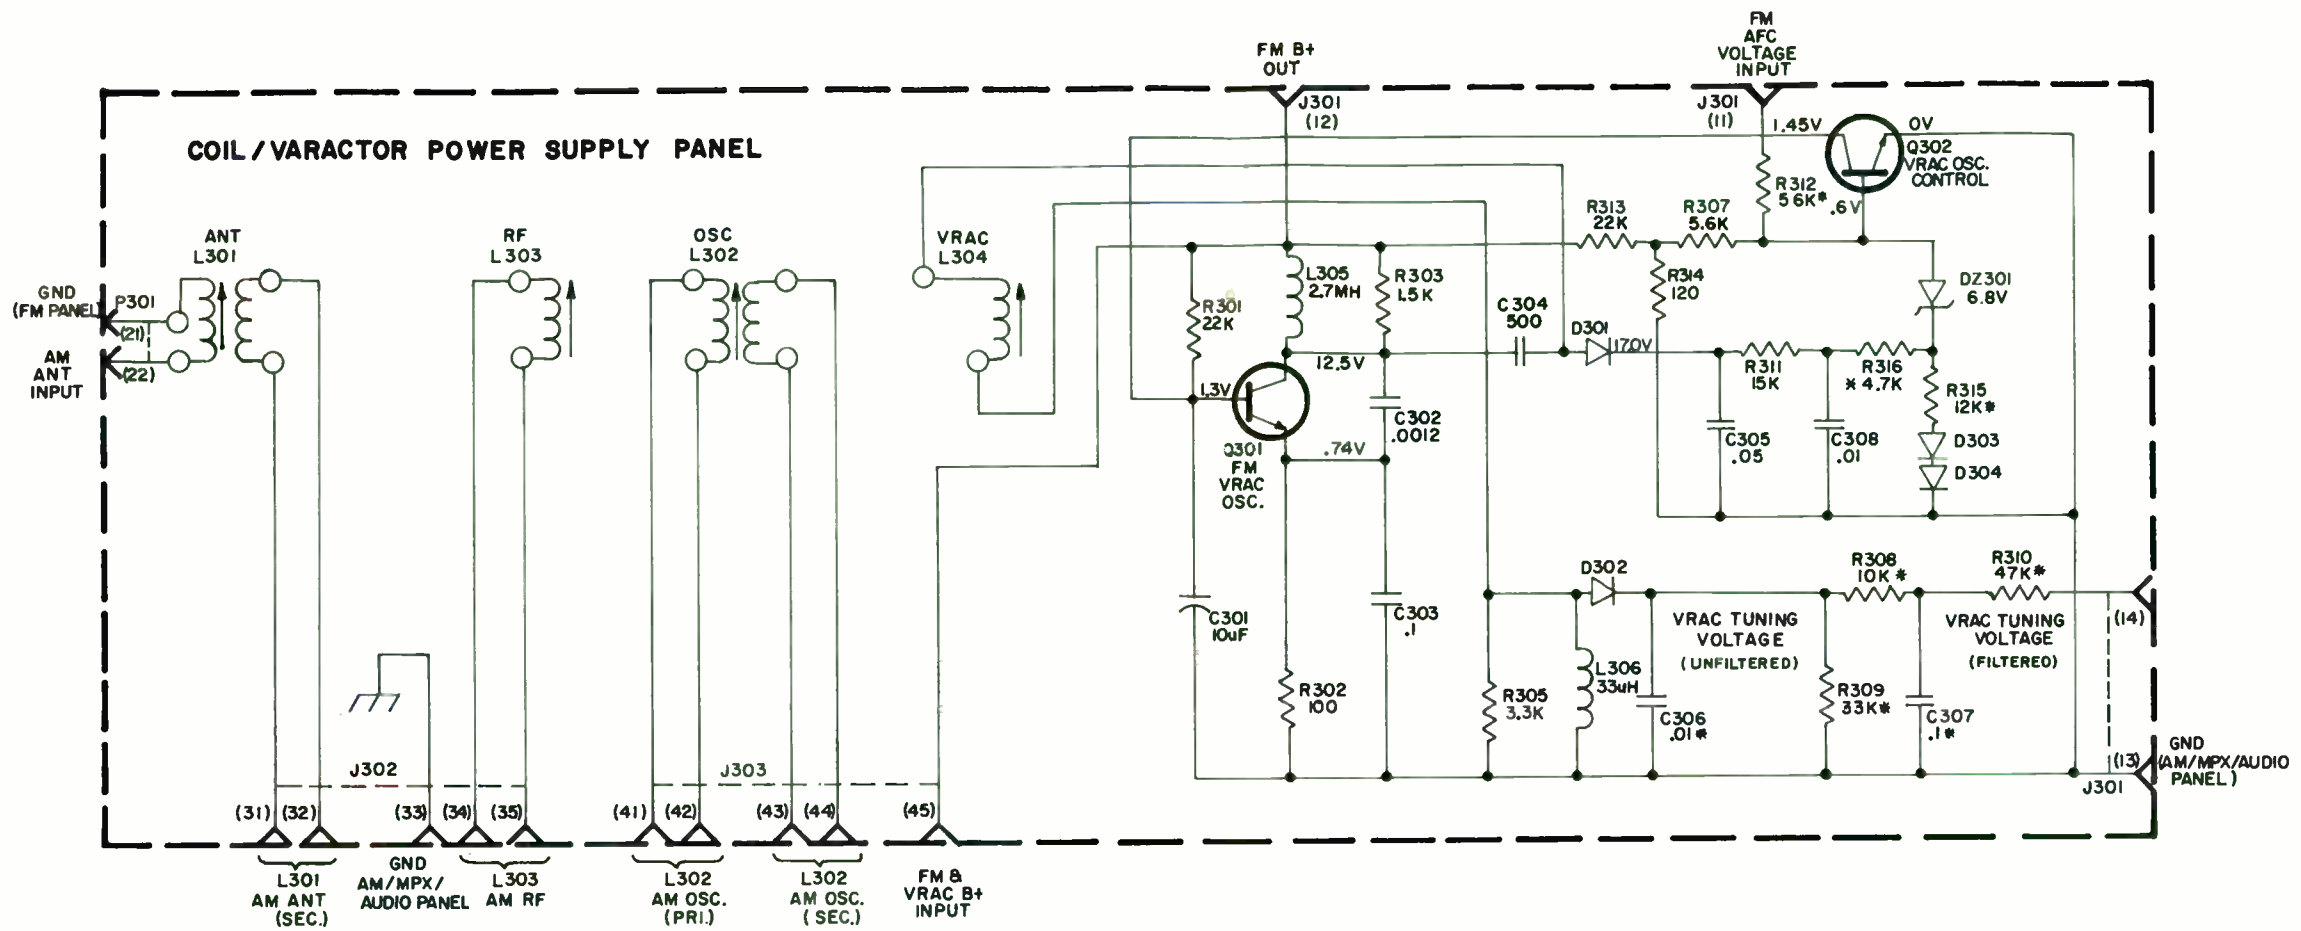 FM B+
OUT
J301
(12)
FM
AFC
VOLTAGE
INPUT
J301
(11)
1.45V
0V
Q302
VRAC OSC.
CONTROL
.6V
R312
56K*
COIL/VARACTOR POWER SUPPLY PANEL
ANT
L301
RF
L303
OSC
L302
VRAC
L304
GND
(FM PANEL)
P301
(21)
AM
ANT
INPUT
(22)
R313
22K
R307
5.6K
R314
120
DZ301
6.8V
L305
2.7MH
R303
1.5K
R301
22K
C304
500
D301
17.0V
12.5V
1.3V
R311
15K
R316
* 4.7K
R315
12K*
C302
.0012
C305
.05
C308
.01
D303
D304
Q301
FM
VRAC
OSC.
.74V
D302
R308
10K*
R310
47K*
C301
10uF
C303
.1
VRAC TUNING
VOLTAGE
(UNFILTERED)
VRAC TUNING
VOLTAGE
(FILTERED)
(14)
R302
100
R305
3.3K
L306
33uH
C306
.01*
R309
33K*
C307
.1*
J302
J303
(13)
GND
(AM/MPX/AUDIO
PANEL)
J301
(31)
(32)
(33)
(34)
(35)
(41)
(42)
(43)
(44)
(45)
L301
AM ANT
(SEC.)
GND
AM/MPX/
AUDIO PANEL
L303
AM RF
L302
AM OSC.
(PRI.)
L302
AM OSC.
(SEC.)
FM &
VRAC B+
INPUT